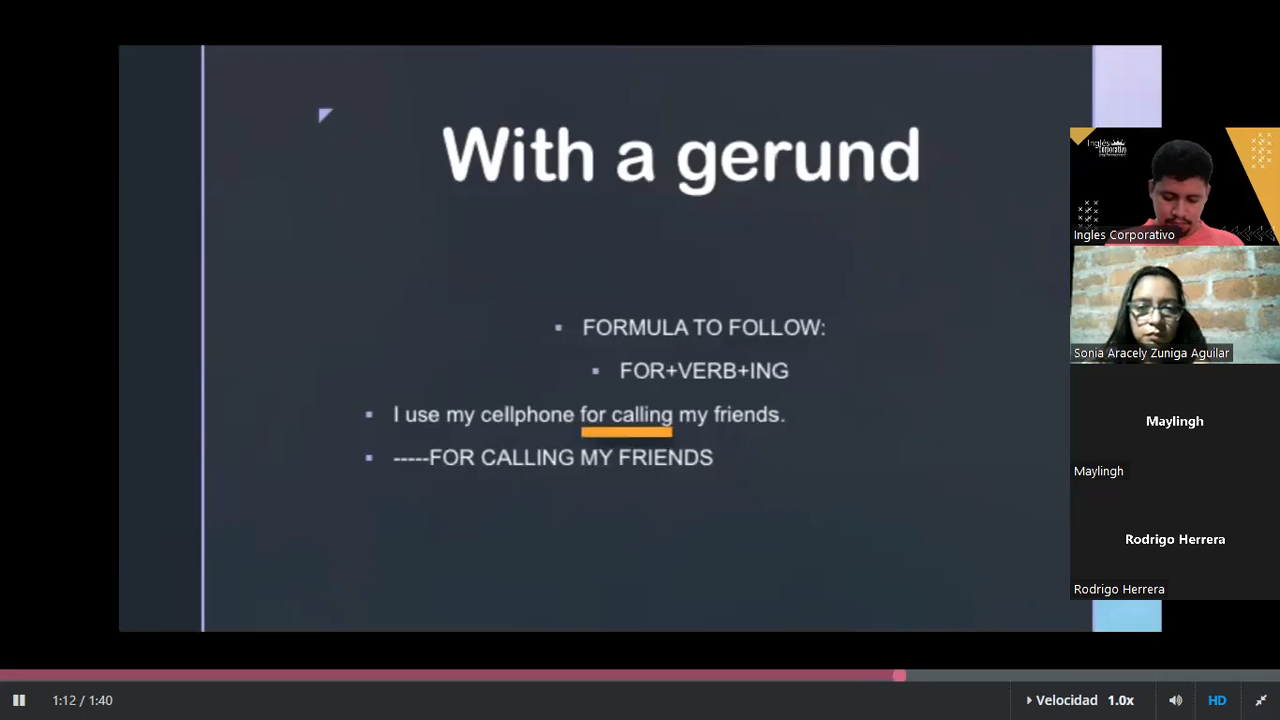 With a gerund
FORMULA TO FOLLOW:
FOR+VERB+ING
I use my cellphone for calling my friends.
-----FOR CALLING MY FRIENDS
Inglés
Corporativo
Ingles Corporativo
Sonia Aracely Zuniga Aguilar
Maylingh
Maylingh
Rodrigo Herrera
Rodrigo Herrera
1:12 / 1:40
Velocidad 1.0x
HD